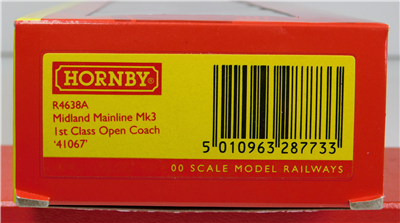 HORNBY®
R4638A
Midland Mainline Mk3
1st Class Open Coach
'41067'
5 010963 287733
00 SCALE MODEL RAILWAYS